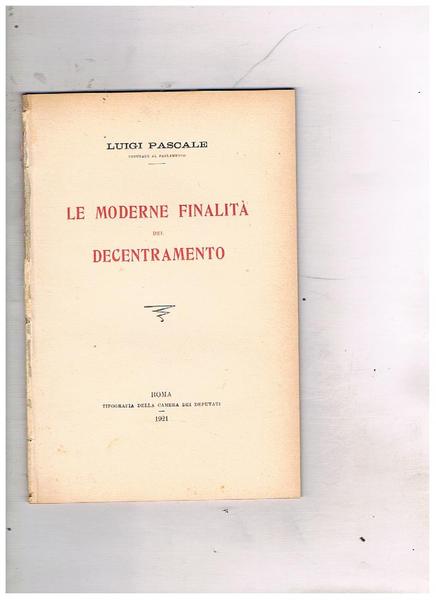 LUIGI PASCALE
DEPUTATO AL PARLAMENTO
LE MODERNE FINALITÀ
DEL
DECENTRAMENTO
ROMA
TIPOGRAFIA DELLA CAMERA DEI DEPUTATI
1921